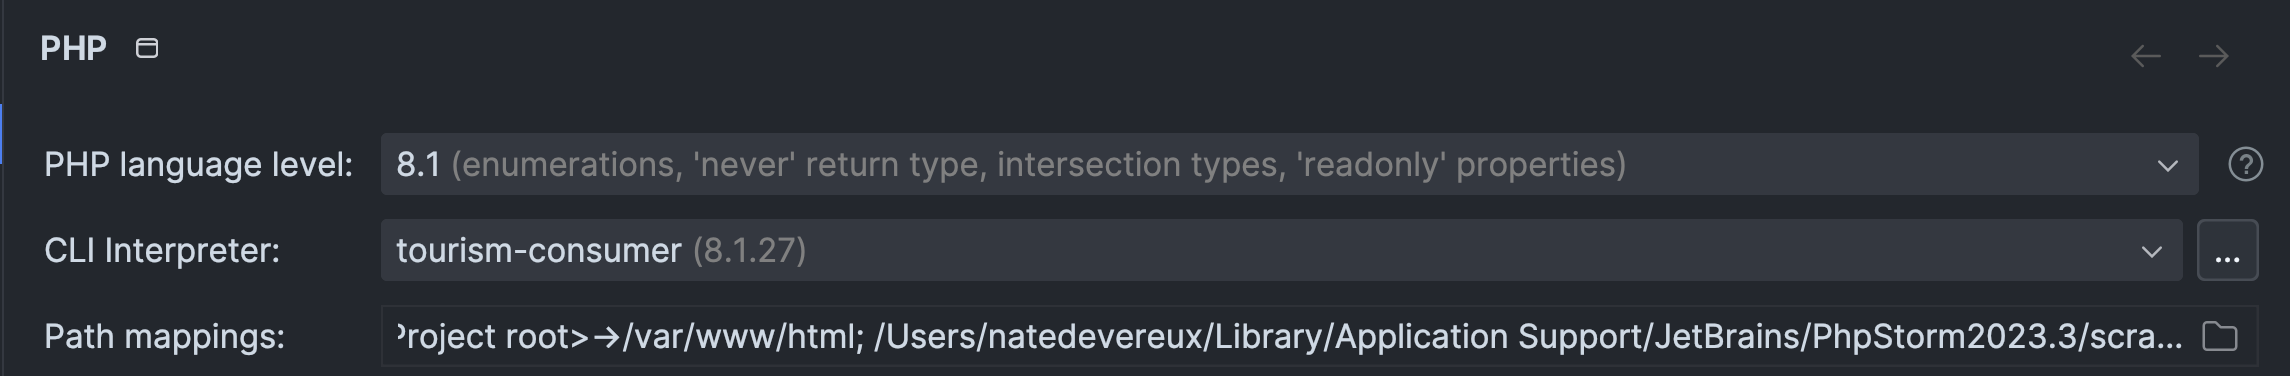 PHP
PHP language level: 8.1 (enumerations, 'never' return type, intersection types, 'readonly' properties)
CLI Interpreter: tourism-consumer (8.1.27) ...
Path mappings: Project root>→/var/www/html; /Users/natedevereux/Library/Application Support/JetBrains/PhpStorm2023.3/scra...